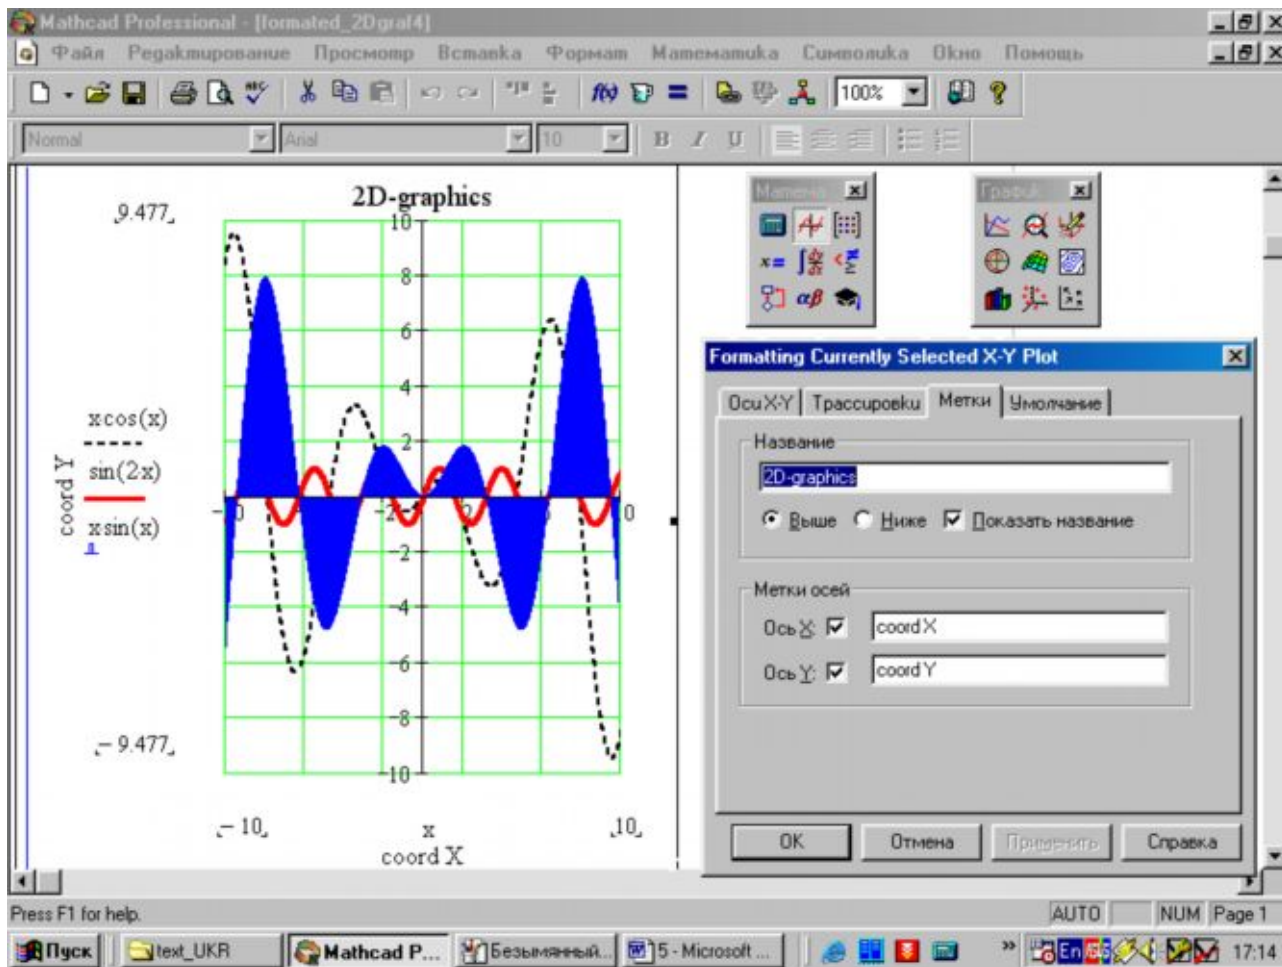 Mathcad Professional - [formated_2Dgraf4]
Файл Редактирование Просмотр Вставка Формат Математика Символика Окно Помощь
100%
Normal Arial 10 B I U
2D-graphics
9.477
10
8
6
4
2
-2
-4
-6
-8
-10
x·cos(x)
sin(2·x)
x·sin(x)
coord Y
-9.477
-10 x 10
coord X
Матема
x=
αβ
График
Formatting Currently Selected X-Y Plot
Оси X-Y Трассировки Метки Умолчание
Название
2D-graphics
Выше Ниже Показать название
Метки осей
Ось X: coord X
Ось Y: coord Y
OK Отмена Применить Справка
Press F1 for help. AUTO NUM Page 1
Пуск text_UKR Mathcad P... Безымянный... 5 - Microsoft ... » En 17:14